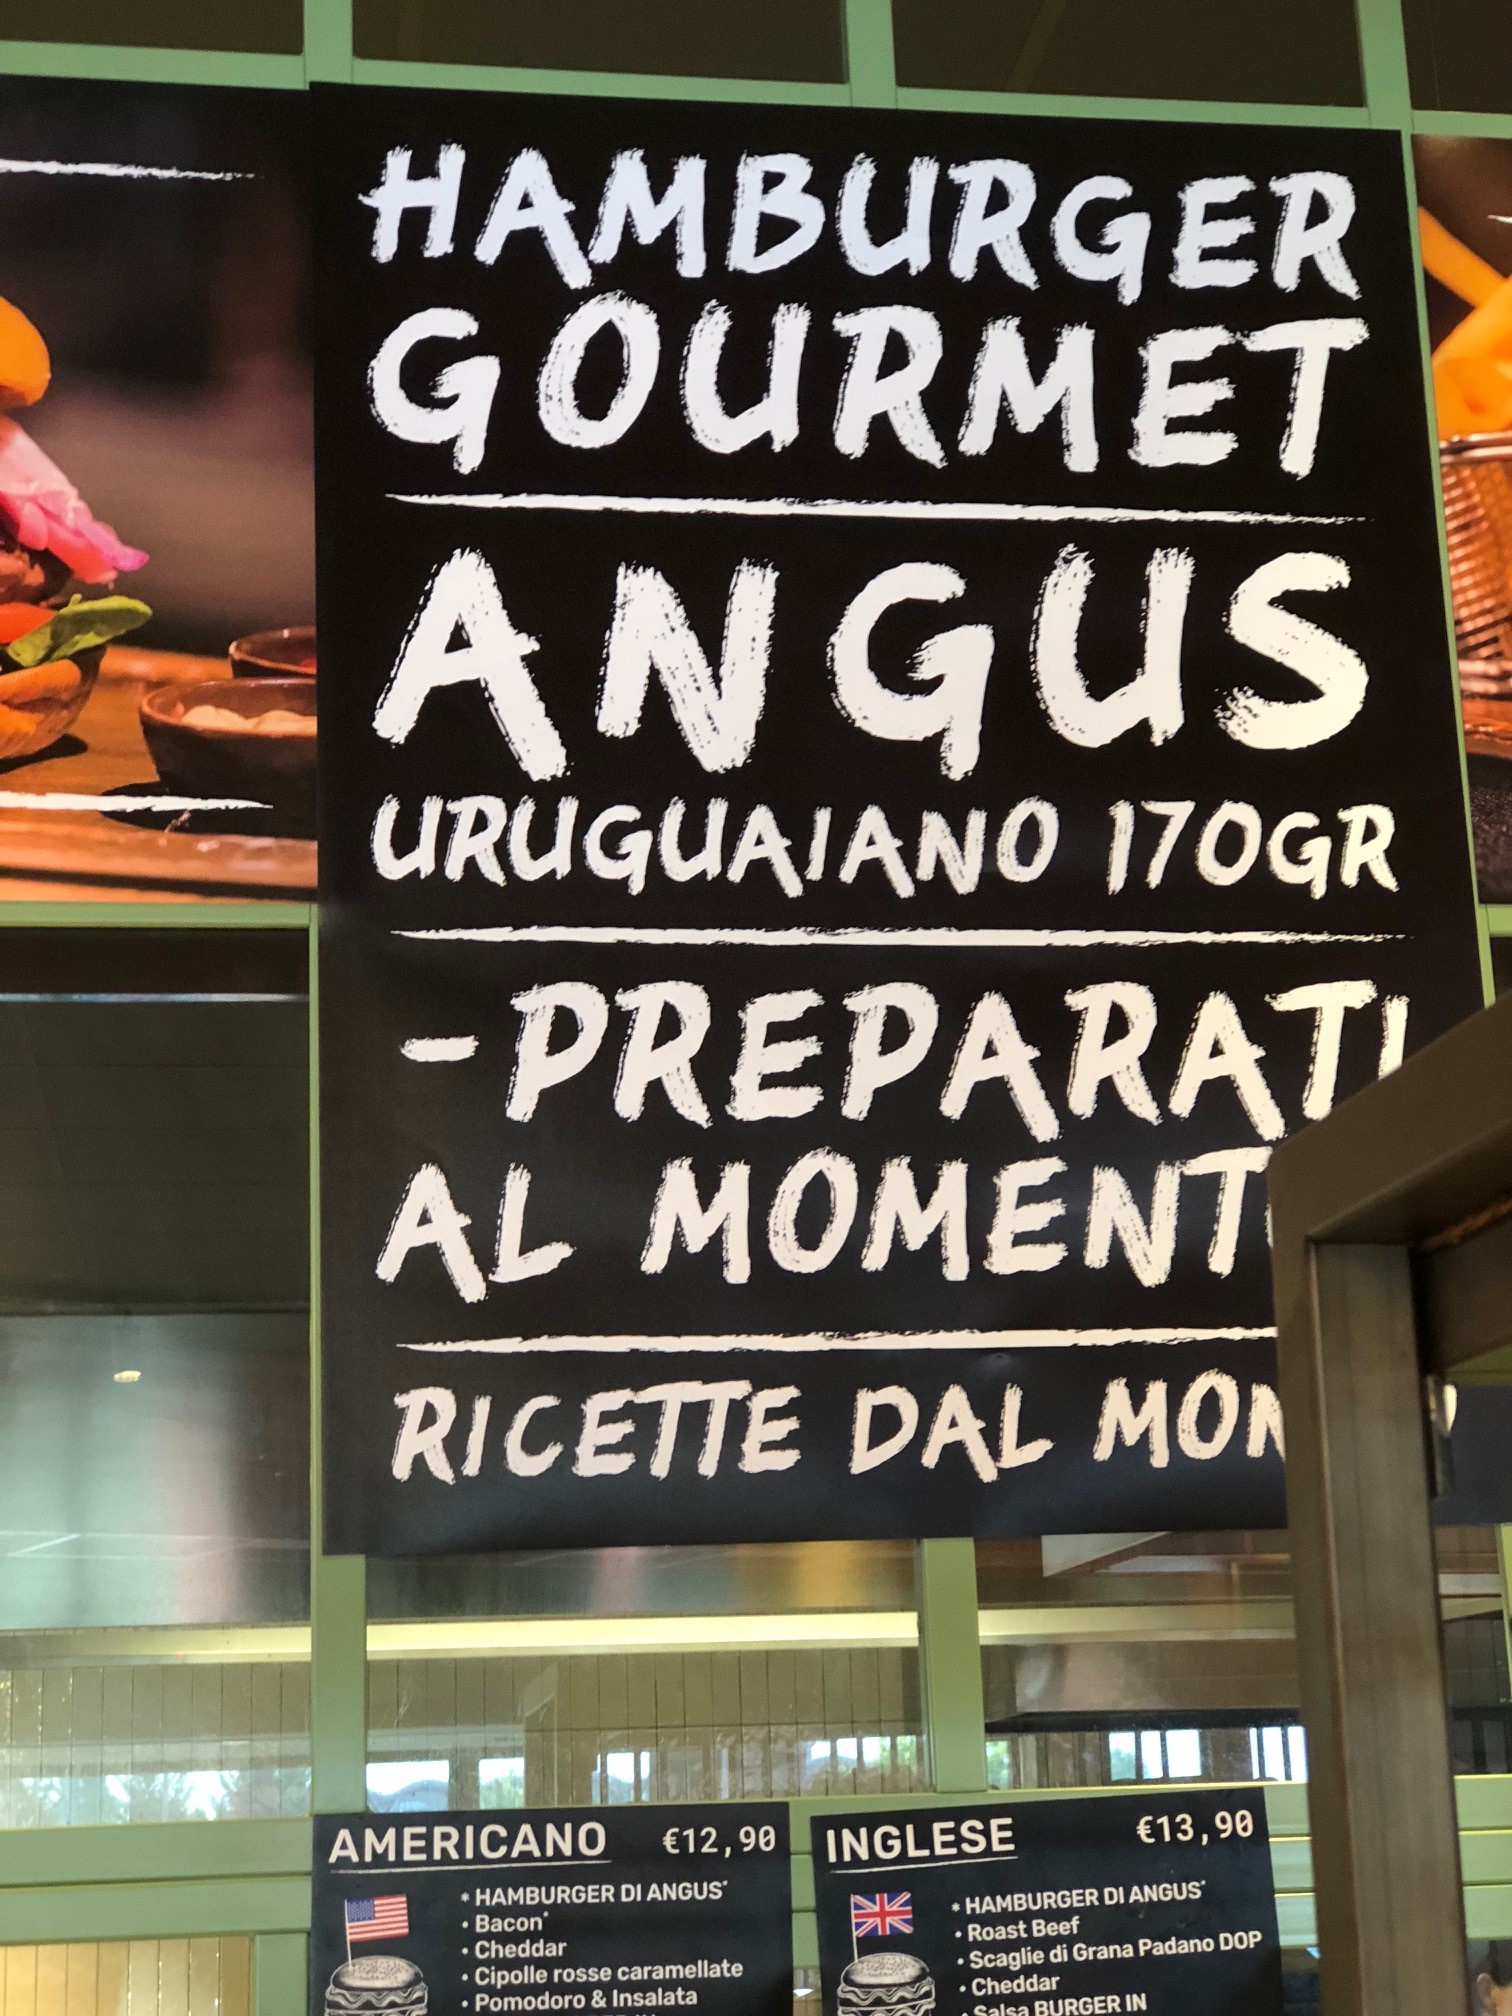 HAMBURGER
GOURMET
ANGUS
URUGUAIANO 170GR
-PREPARATI
AL MOMENT
RICETTE DAL MON
AMERICANO €12,90
* HAMBURGER DI ANGUS*
• Bacon*
• Cheddar
• Cipolle rosse caramellate
• Pomodoro & Insalata
INGLESE €13,90
* HAMBURGER DI ANGUS*
• Roast Beef
• Scaglie di Grana Padano DOP
• Cheddar
• Salsa BURGER IN